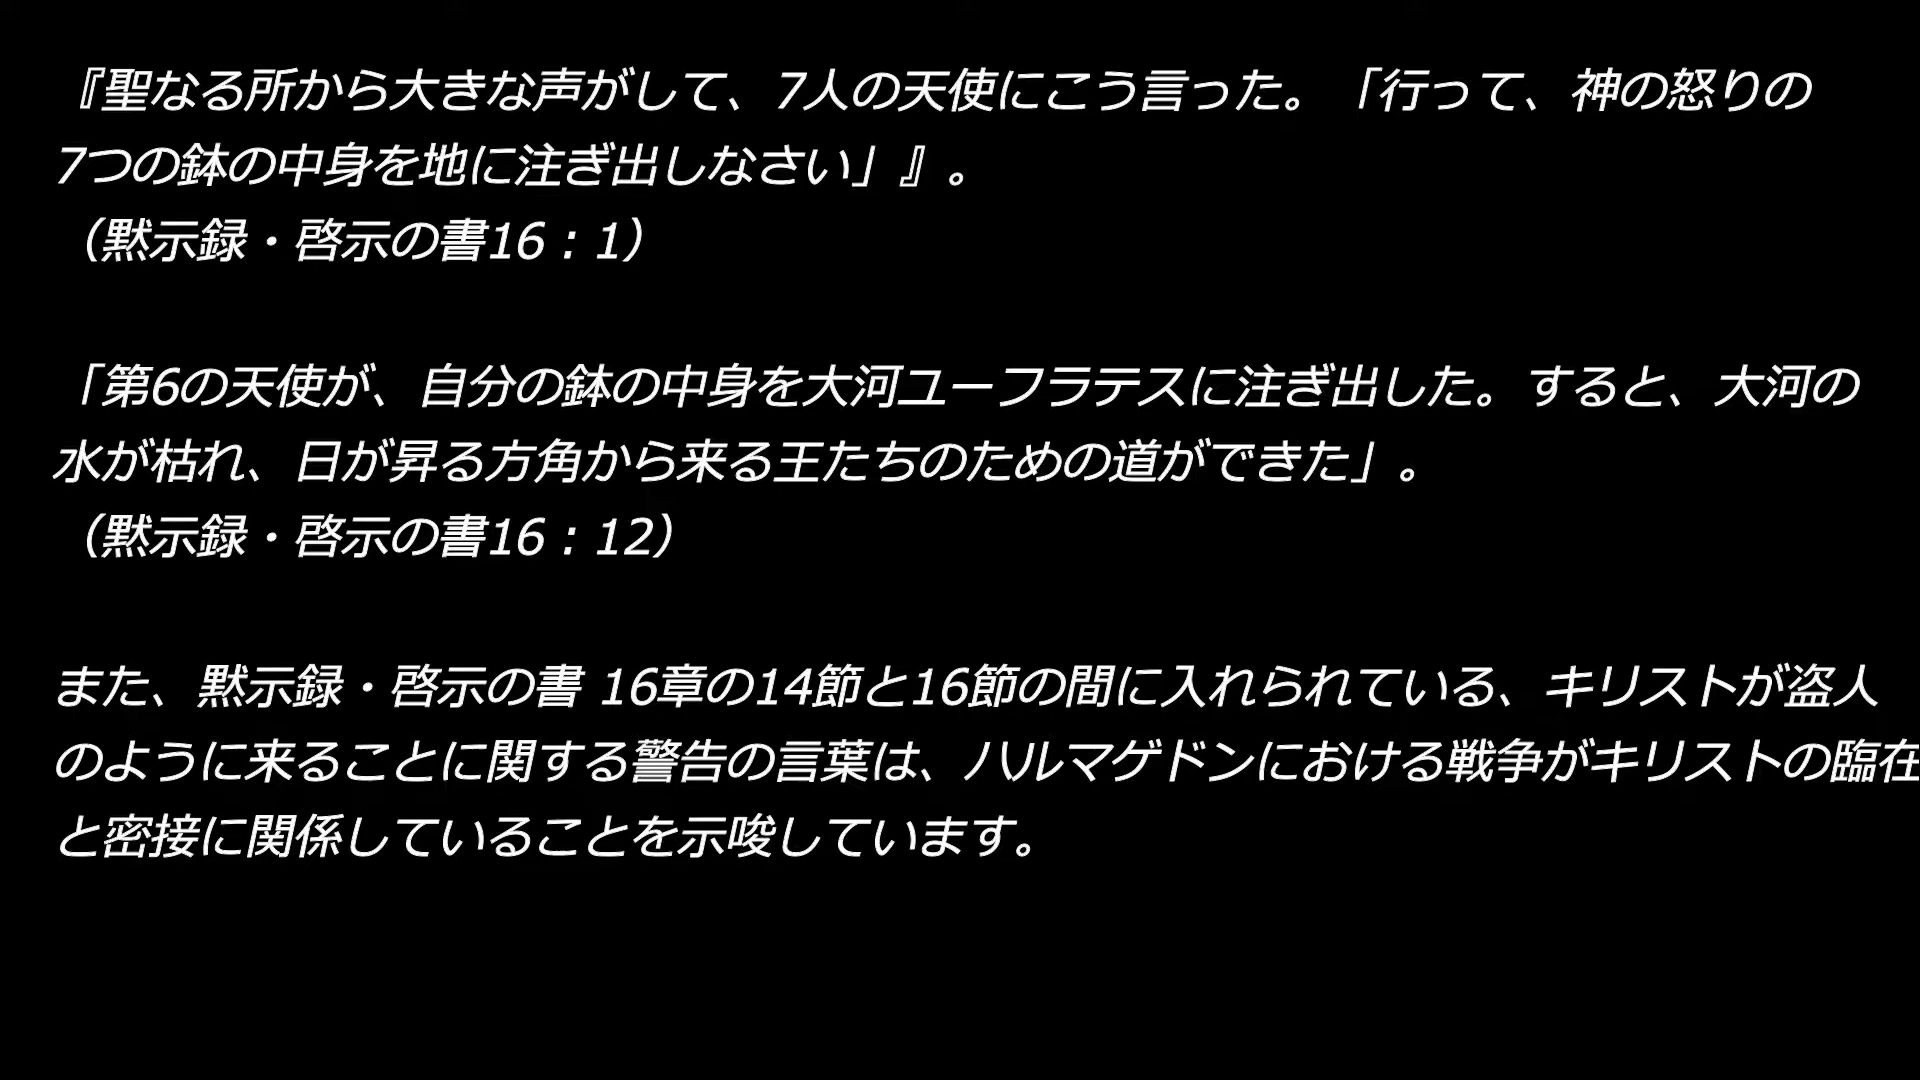 『聖なる所から大きな声がして、7人の天使にこう言った。「行って、神の怒りの
7つの鉢の中身を地に注ぎ出しなさい」』。
（黙示録・啓示の書16：1）
「第6の天使が、自分の鉢の中身を大河ユーフラテスに注ぎ出した。すると、大河の
水が枯れ、日が昇る方角から来る王たちのための道ができた」。
（黙示録・啓示の書16：12）
また、黙示録・啓示の書 16章の14節と16節の間に入れられている、キリストが盗人
のように来ることに関する警告の言葉は、ハルマゲドンにおける戦争がキリストの臨在
と密接に関係していることを示唆しています。